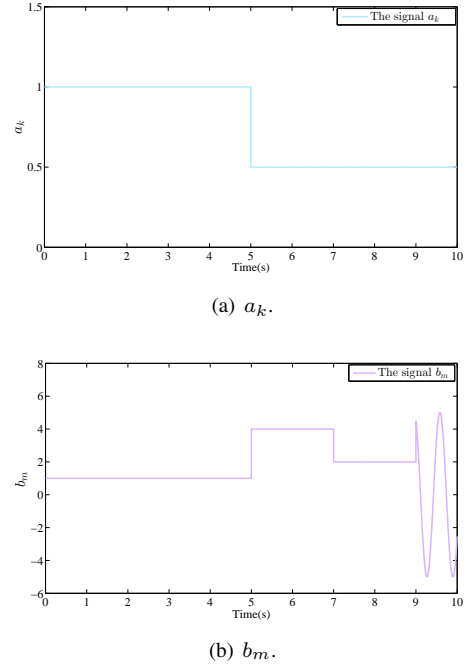 1.5
The signal a_k
1
a_k
0.5
0
0 1 2 3 4 5 6 7 8 9 10
Time(s)
(a) a_k.
8
The signal b_m
6
4
2
b_m
0
−2
−4
−6
0 1 2 3 4 5 6 7 8 9 10
Time(s)
(b) b_m.